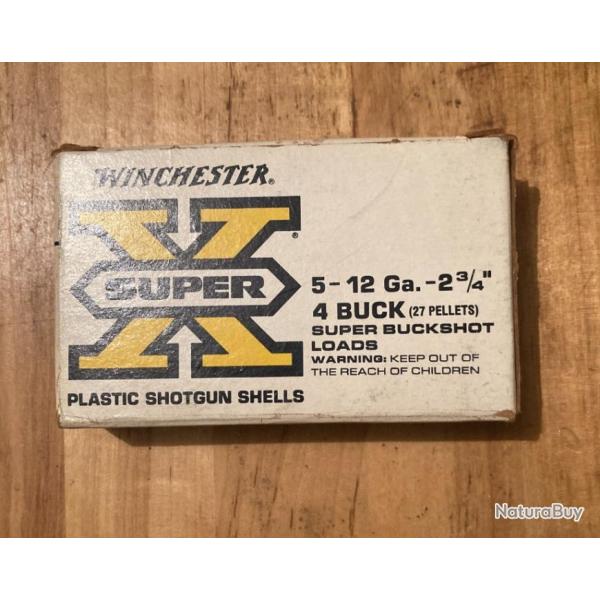 WINCHESTER®
SUPER X®
PLASTIC SHOTGUN SHELLS
5-12 Ga.-2 3/4"
4 BUCK (27 PELLETS)
SUPER BUCKSHOT
LOADS
WARNING: KEEP OUT OF
THE REACH OF CHILDREN
NaturaBuy